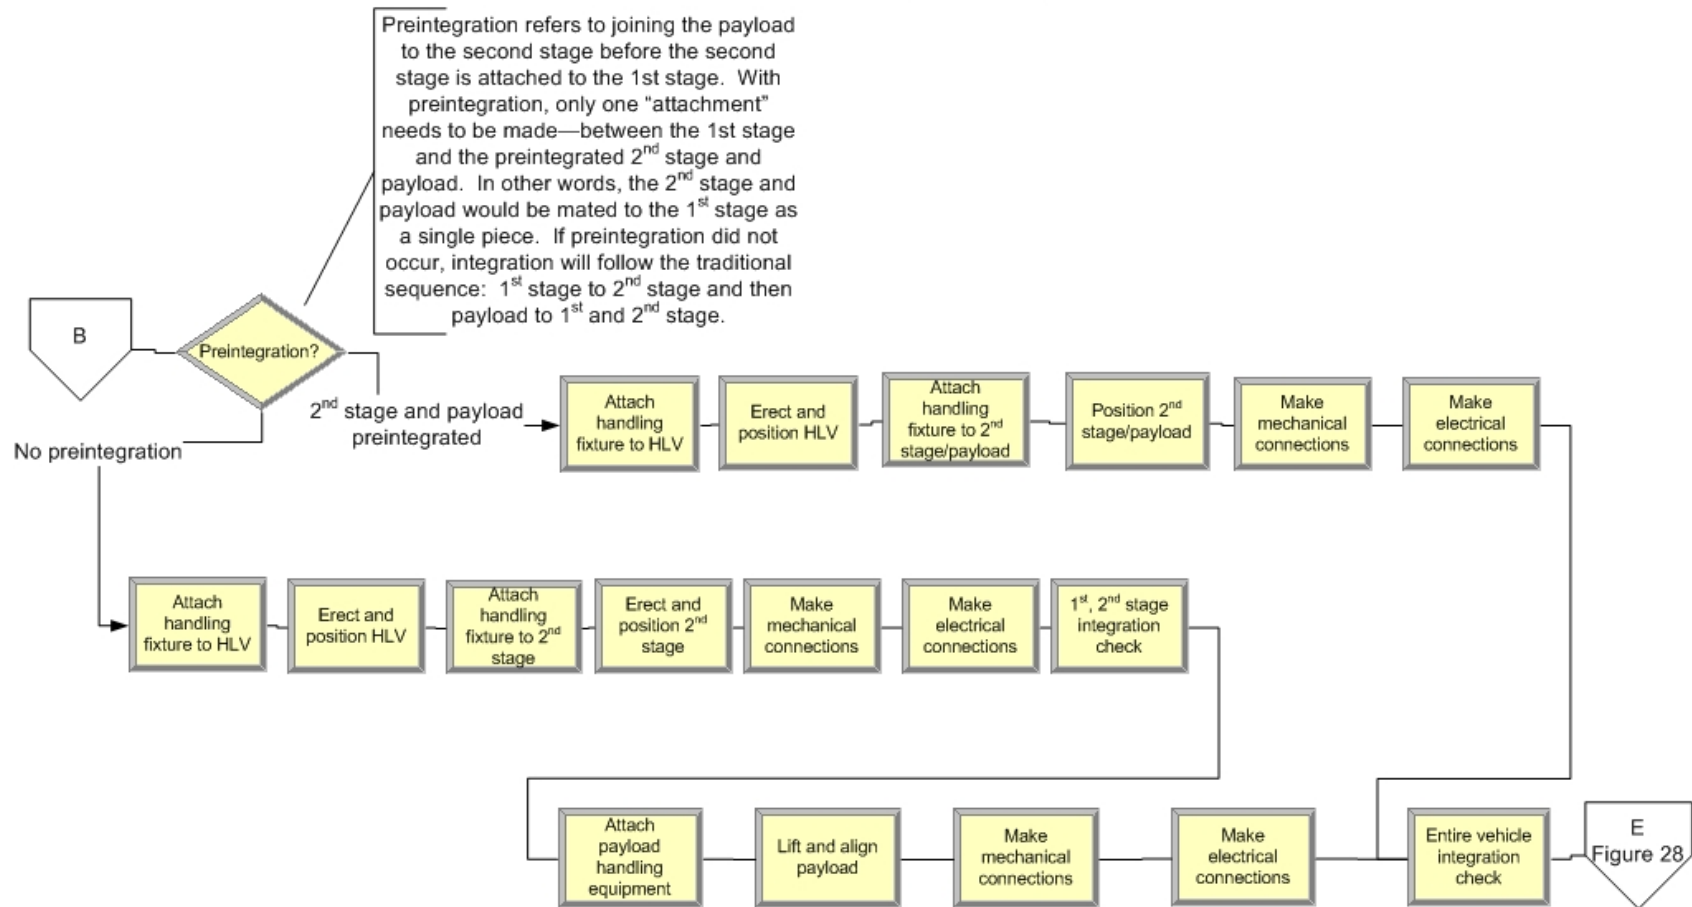 Preintegration refers to joining the payload
to the second stage before the second
stage is attached to the 1st stage.  With
preintegration, only one “attachment”
needs to be made—between the 1st stage
and the preintegrated 2nd stage and
payload.  In other words, the 2nd stage and
payload would be mated to the 1st stage as
a single piece.  If preintegration did not
occur, integration will follow the traditional
sequence:  1st stage to 2nd stage and then
payload to 1st and 2nd stage.
B
Preintegration?
2nd stage and payload
preintegrated
No preintegration
Attach
handling
fixture to HLV
Erect and
position HLV
Attach
handling
fixture to 2nd
stage/payload
Position 2nd
stage/payload
Make
mechanical
connections
Make
electrical
connections
Attach
handling
fixture to HLV
Erect and
position HLV
Attach
handling
fixture to 2nd
stage
Erect and
position 2nd
stage
Make
mechanical
connections
Make
electrical
connections
1st, 2nd stage
integration
check
Attach
payload
handling
equipment
Lift and align
payload
Make
mechanical
connections
Make
electrical
connections
Entire vehicle
integration
check
E
Figure 28